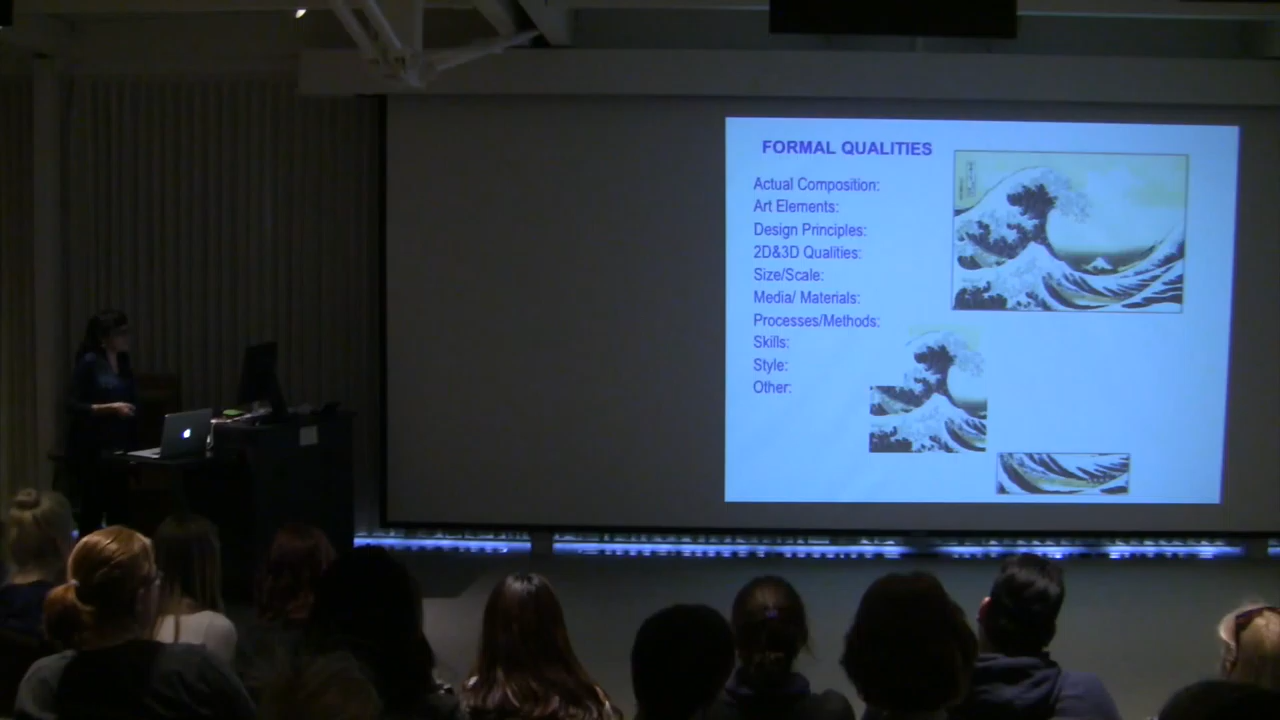 FORMAL QUALITIES
Actual Composition:
Art Elements:
Design Principles:
2D&3D Qualities:
Size/Scale:
Media/ Materials:
Processes/Methods:
Skills:
Style:
Other: